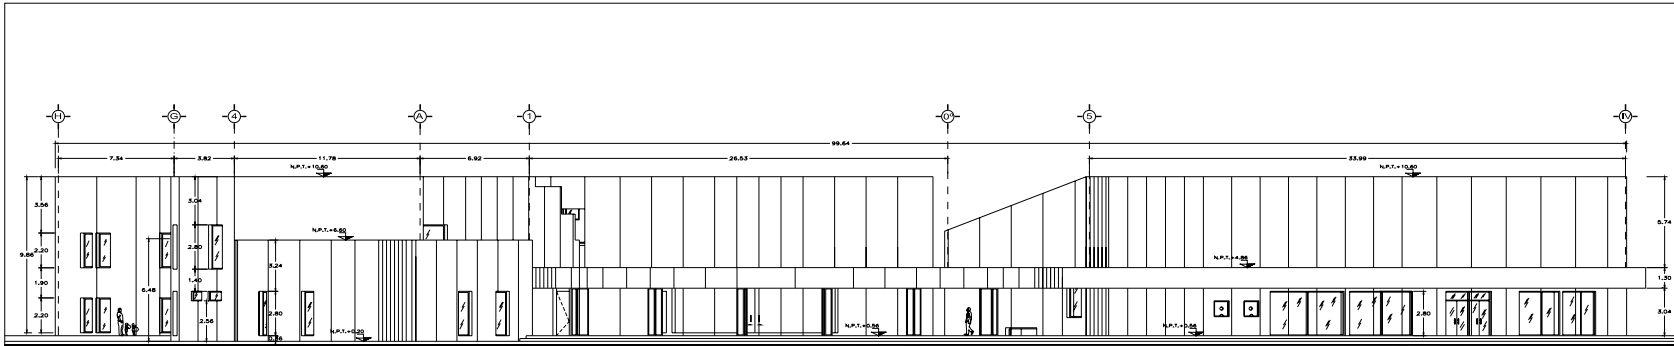 H G 4 A 1 0' 5 IV
99.64
7.34 3.82 11.78 6.92 26.53 33.99
N.P.T.+10.60 N.P.T.+10.60
3.56 3.04 5.74
N.P.T.+6.60
2.20 2.80 3.24
9.86 N.P.T.+4.86
1.90 1.40 1.30
6.48
2.20 2.56 2.80 2.80 3.04
N.P.T.+0.20 N.P.T.+0.56 N.P.T.+0.56
0.36